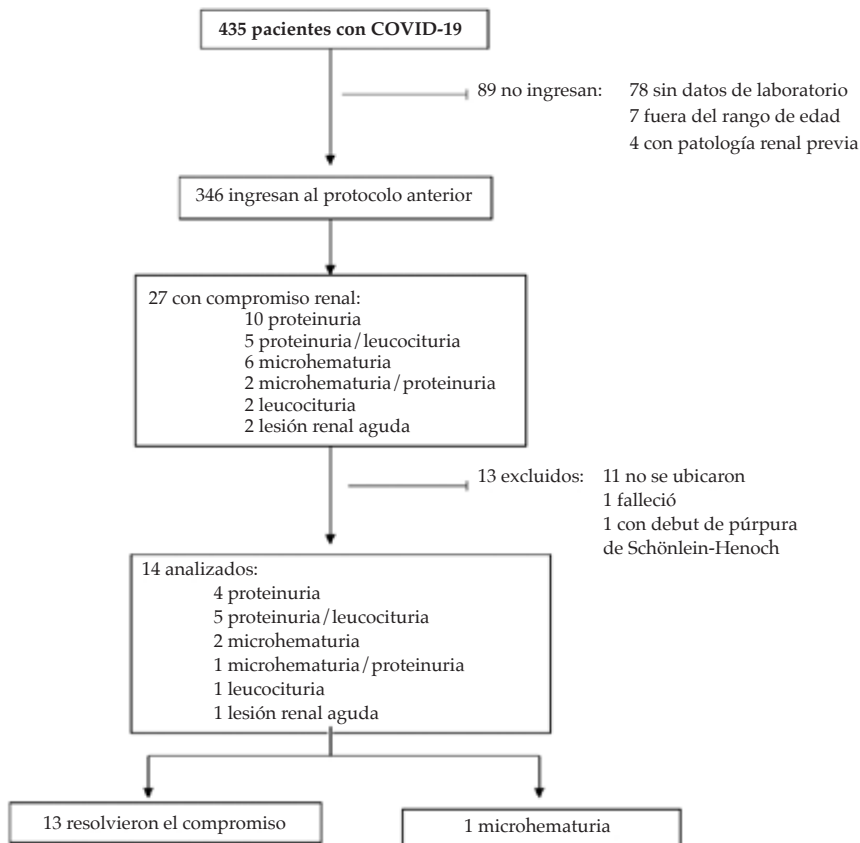 435 pacientes con COVID-19
89 no ingresan: 78 sin datos de laboratorio
7 fuera del rango de edad
4 con patología renal previa
346 ingresan al protocolo anterior
27 con compromiso renal:
10 proteinuria
5 proteinuria/leucocituria
6 microhematuria
2 microhematuria/proteinuria
2 leucocituria
2 lesión renal aguda
13 excluidos: 11 no se ubicaron
1 falleció
1 con debut de púrpura
de Schönlein-Henoch
14 analizados:
4 proteinuria
5 proteinuria/leucocituria
2 microhematuria
1 microhematuria/proteinuria
1 leucocituria
1 lesión renal aguda
13 resolvieron el compromiso
1 microhematuria